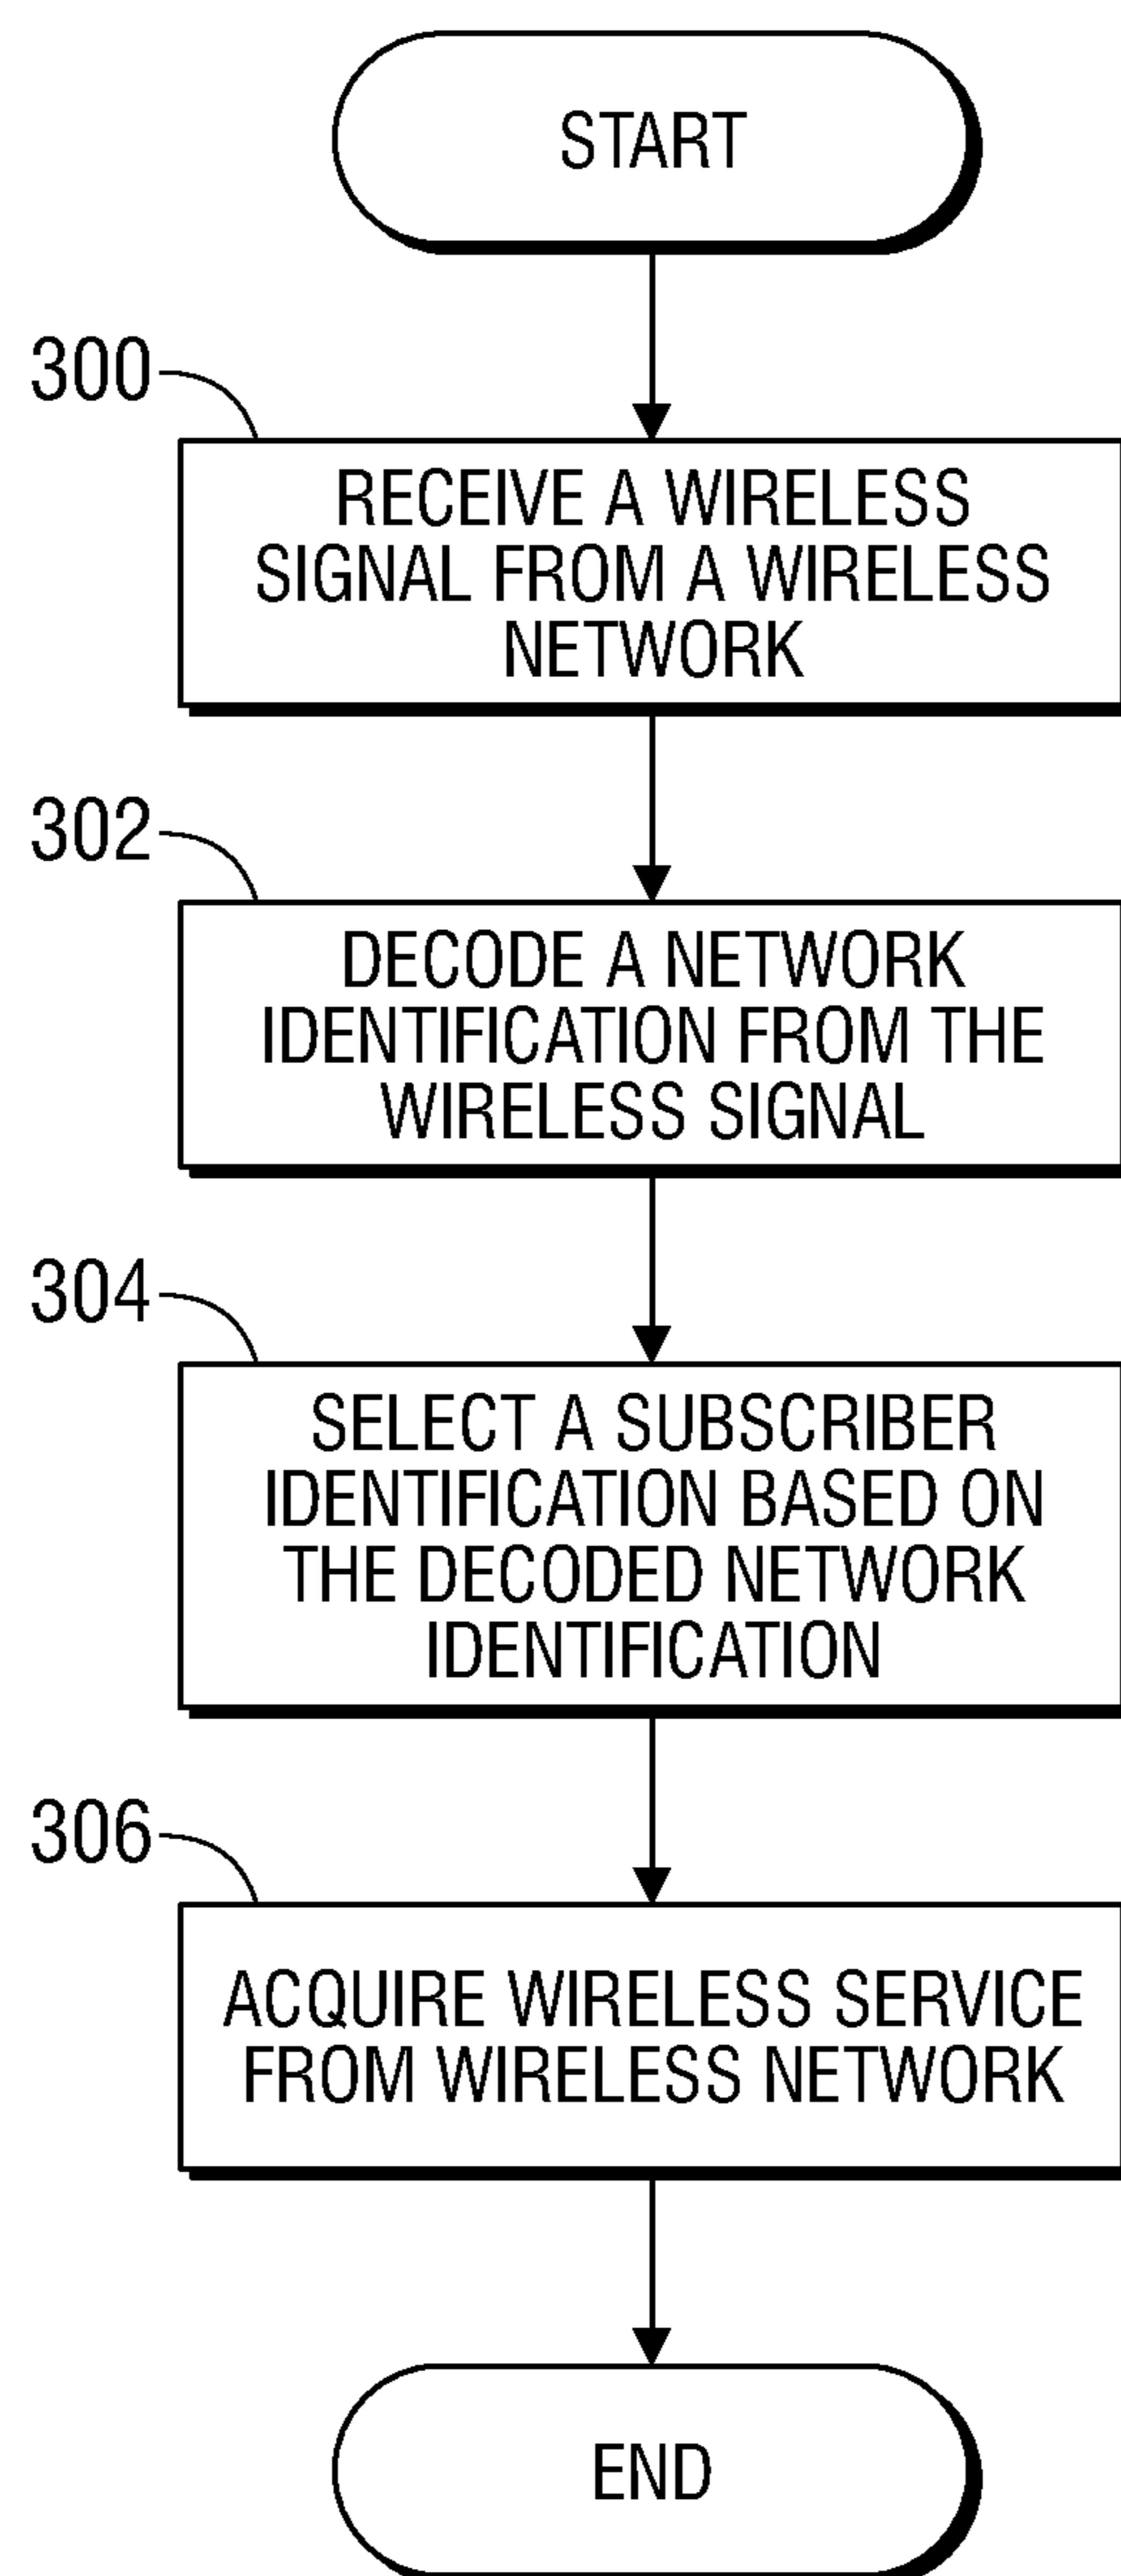 START
300
RECEIVE A WIRELESS
SIGNAL FROM A WIRELESS
NETWORK
302
DECODE A NETWORK
IDENTIFICATION FROM THE
WIRELESS SIGNAL
304
SELECT A SUBSCRIBER
IDENTIFICATION BASED ON
THE DECODED NETWORK
IDENTIFICATION
306
ACQUIRE WIRELESS SERVICE
FROM WIRELESS NETWORK
END